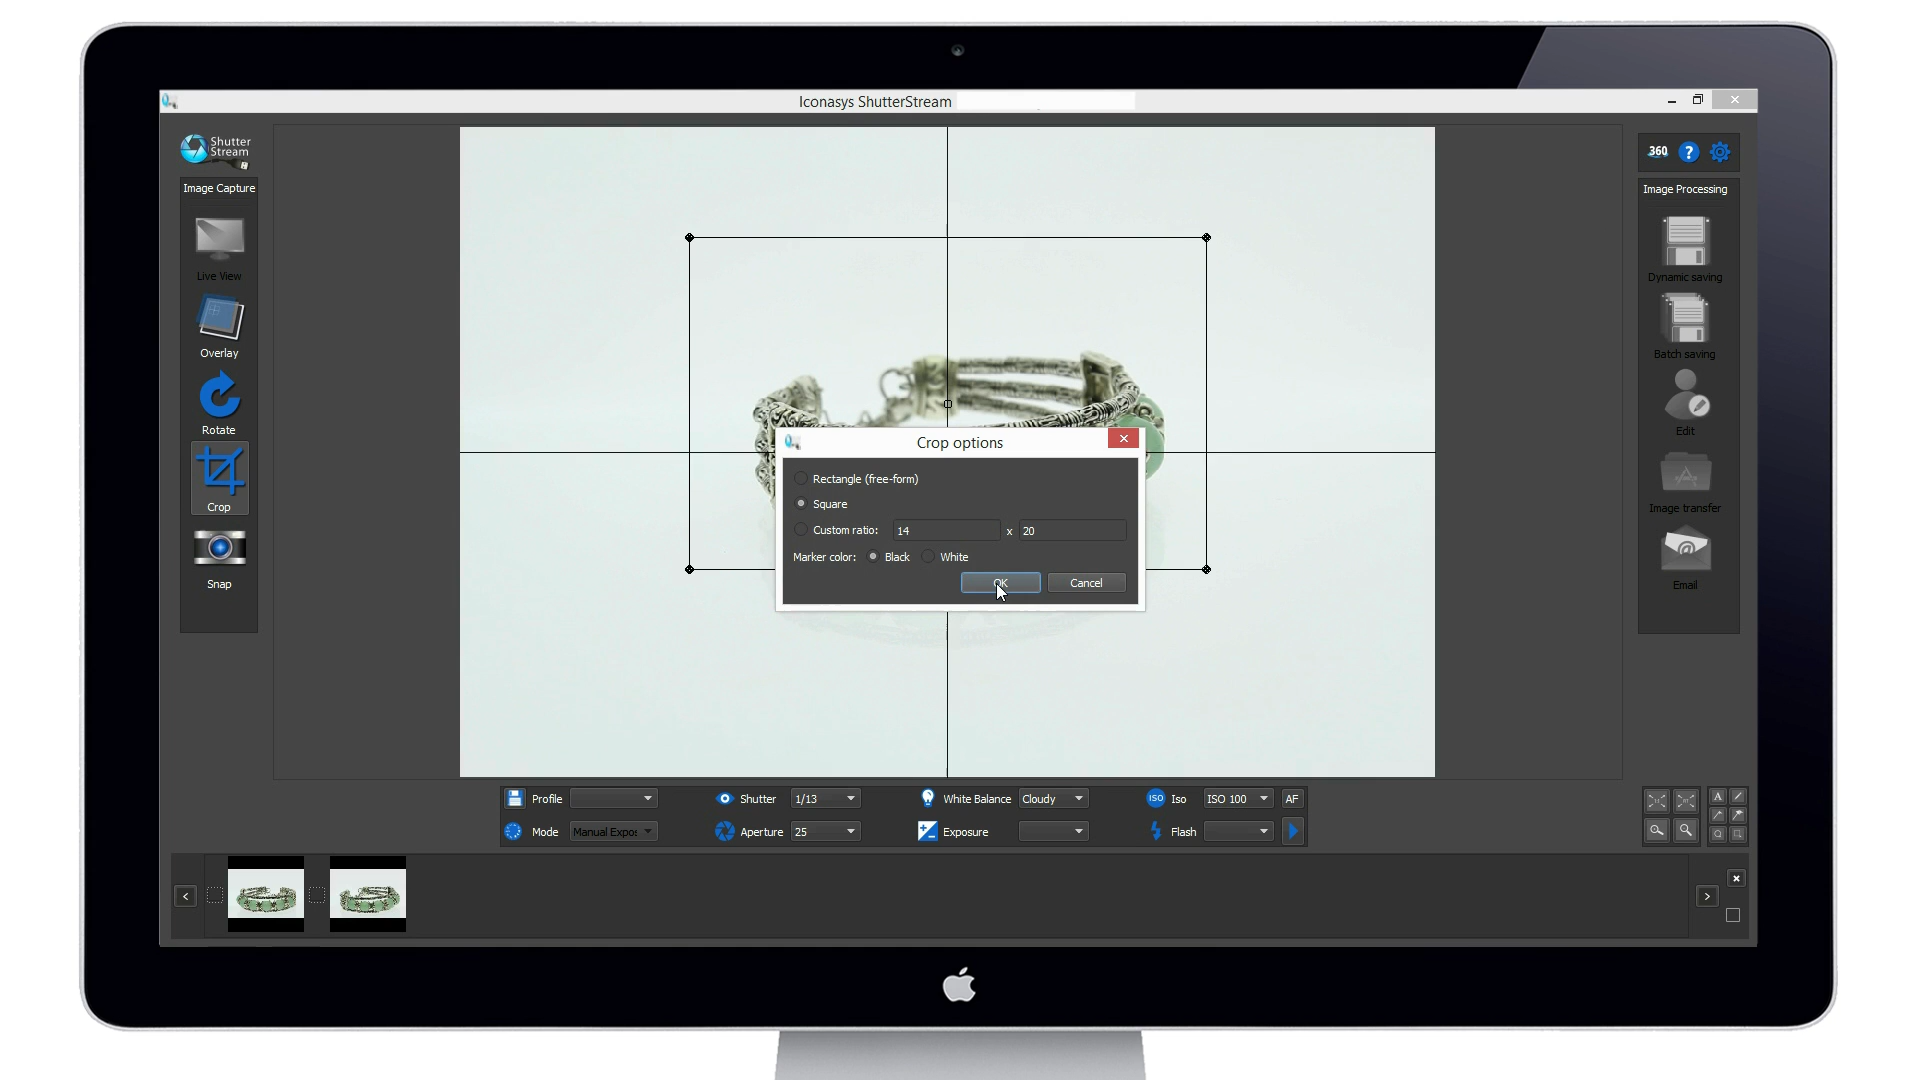 Iconasys ShutterStream
Shutter
Stream
Image Capture
Live View
Overlay
Rotate
Crop
Snap
360
?
Image Processing
Dynamic saving
Batch saving
Edit
Image transfer
Email
Crop options
Rectangle (free-form)
Square
Custom ratio: 14 x 20
Marker color: Black White
OK Cancel
Profile Shutter 1/13 White Balance Cloudy ISO Iso ISO 100 AF
Mode Manual Expos Aperture 25 Exposure Flash
A